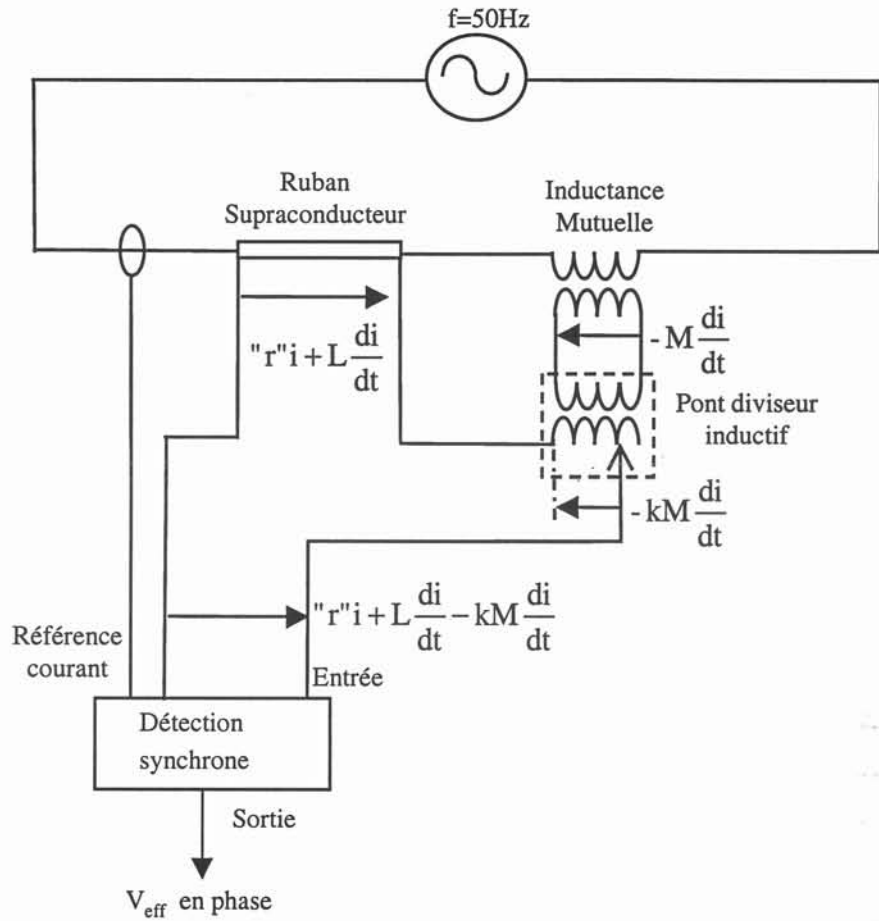 f=50Hz
Ruban
Supraconducteur
Inductance
Mutuelle
"r"i + L di/dt
- M di/dt
Pont diviseur
inductif
- kM di/dt
"r"i + L di/dt - kM di/dt
Référence
courant
Entrée
Détection
synchrone
Sortie
V_eff en phase